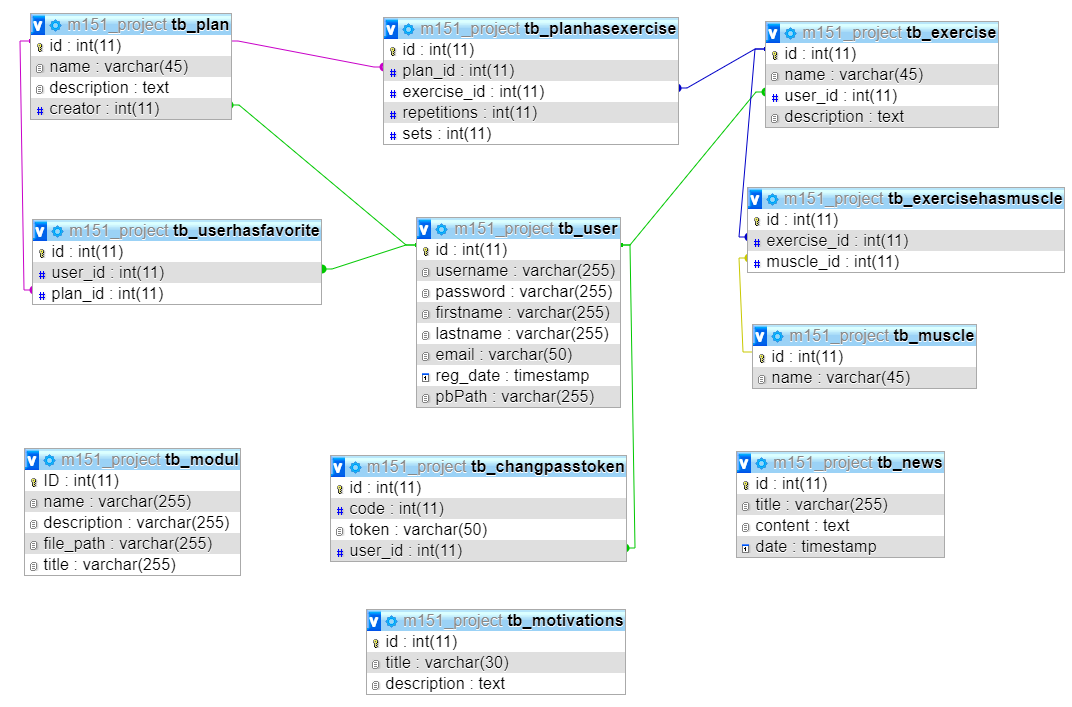 m151_project tb_plan
id : int(11)
name : varchar(45)
description : text
creator : int(11)
m151_project tb_planhasexercise
id : int(11)
plan_id : int(11)
exercise_id : int(11)
repetitions : int(11)
sets : int(11)
m151_project tb_exercise
id : int(11)
name : varchar(45)
user_id : int(11)
description : text
m151_project tb_userhasfavorite
id : int(11)
user_id : int(11)
plan_id : int(11)
m151_project tb_user
id : int(11)
username : varchar(255)
password : varchar(255)
firstname : varchar(255)
lastname : varchar(255)
email : varchar(50)
reg_date : timestamp
pbPath : varchar(255)
m151_project tb_exercisehasmuscle
id : int(11)
exercise_id : int(11)
muscle_id : int(11)
m151_project tb_muscle
id : int(11)
name : varchar(45)
m151_project tb_modul
ID : int(11)
name : varchar(255)
description : varchar(255)
file_path : varchar(255)
title : varchar(255)
m151_project tb_changpasstoken
id : int(11)
code : int(11)
token : varchar(50)
user_id : int(11)
m151_project tb_news
id : int(11)
title : varchar(255)
content : text
date : timestamp
m151_project tb_motivations
id : int(11)
title : varchar(30)
description : text